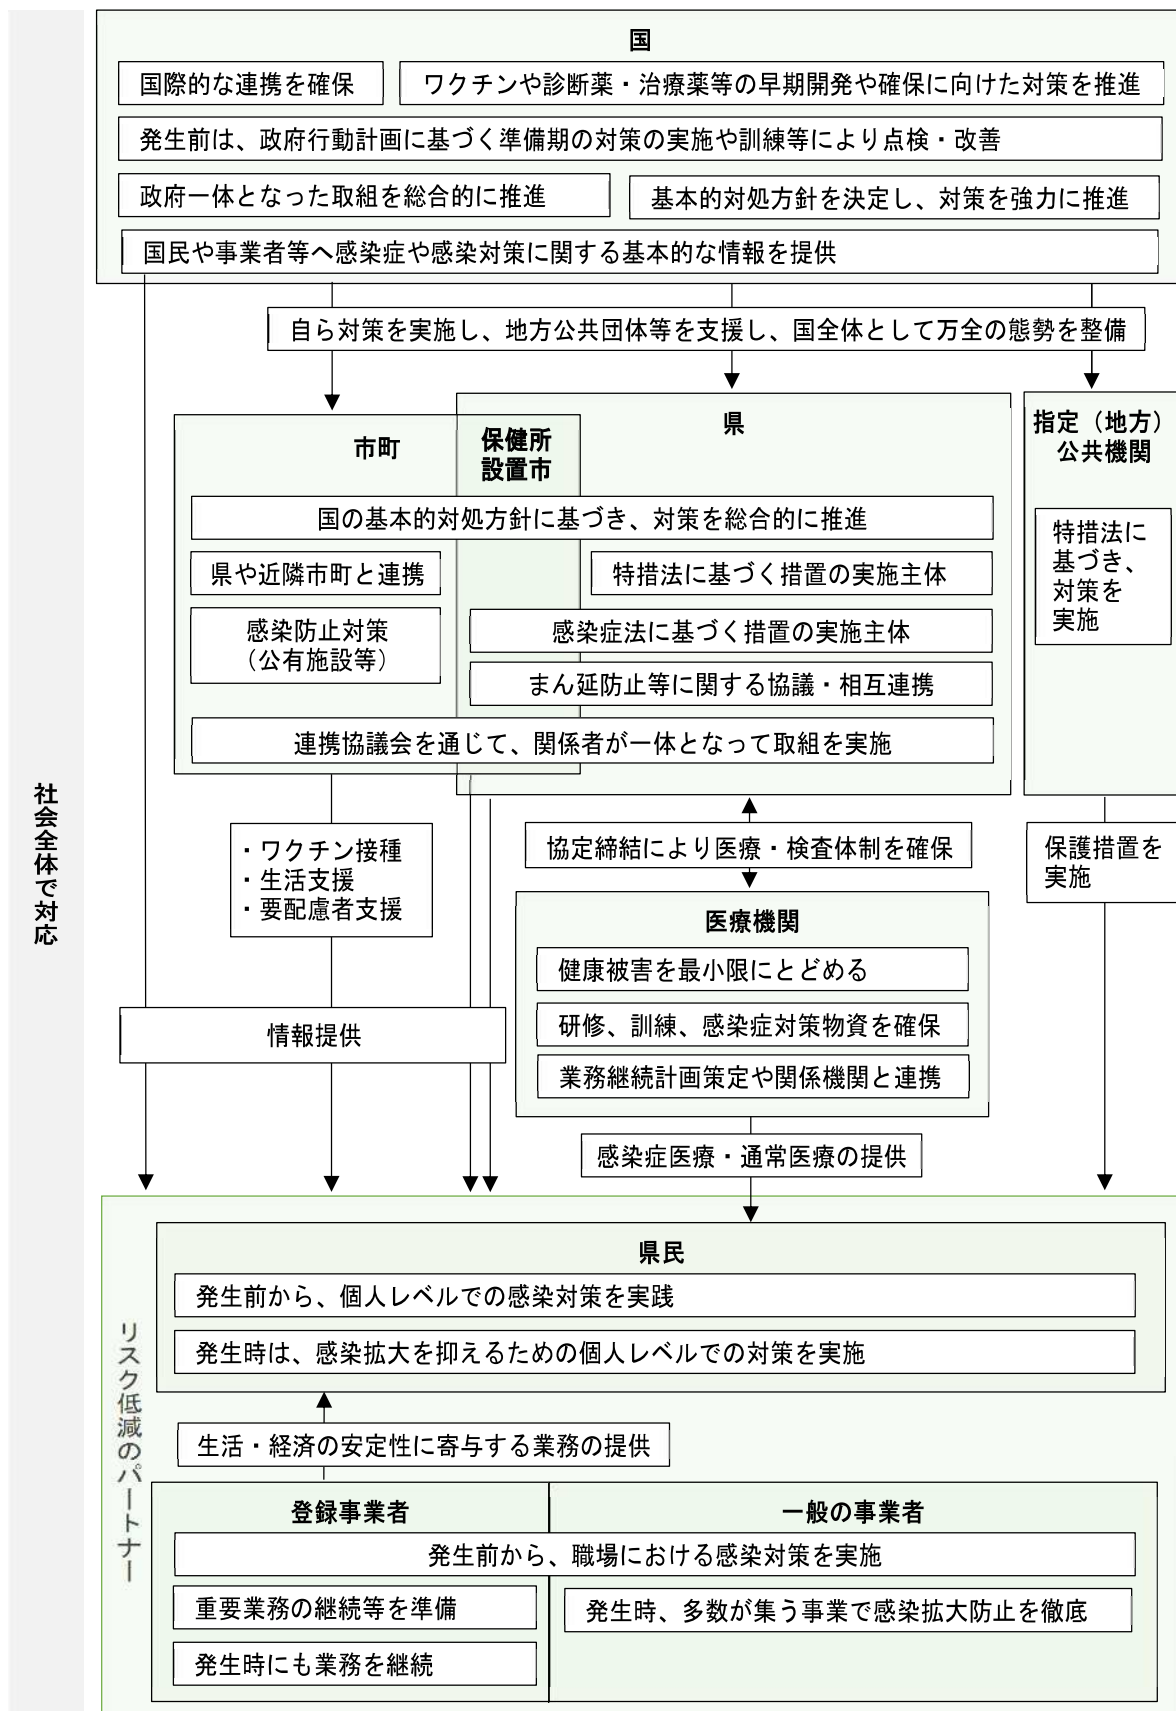 社会全体で対応
国
国際的な連携を確保
ワクチンや診断薬・治療薬等の早期開発や確保に向けた対策を推進
発生前は、政府行動計画に基づく準備期の対策の実施や訓練等により点検・改善
政府一体となった取組を総合的に推進
基本的対処方針を決定し、対策を強力に推進
国民や事業者等へ感染症や感染対策に関する基本的な情報を提供
自ら対策を実施し、地方公共団体等を支援し、国全体として万全の態勢を整備
市町
保健所
設置市
県
指定（地方）
公共機関
国の基本的対処方針に基づき、対策を総合的に推進
県や近隣市町と連携
特措法に基づく措置の実施主体
感染防止対策
（公有施設等）
感染症法に基づく措置の実施主体
まん延防止等に関する協議・相互連携
連携協議会を通じて、関係者が一体となって取組を実施
特措法に
基づき、
対策を
実施
・ワクチン接種
・生活支援
・要配慮者支援
協定締結により医療・検査体制を確保
保護措置を
実施
医療機関
健康被害を最小限にとどめる
研修、訓練、感染症対策物資を確保
業務継続計画策定や関係機関と連携
情報提供
感染症医療・通常医療の提供
リスク低減のパートナー
県民
発生前から、個人レベルでの感染対策を実践
発生時は、感染拡大を抑えるための個人レベルでの対策を実施
生活・経済の安定性に寄与する業務の提供
登録事業者
一般の事業者
発生前から、職場における感染対策を実施
重要業務の継続等を準備
発生時、多数が集う事業で感染拡大防止を徹底
発生時にも業務を継続